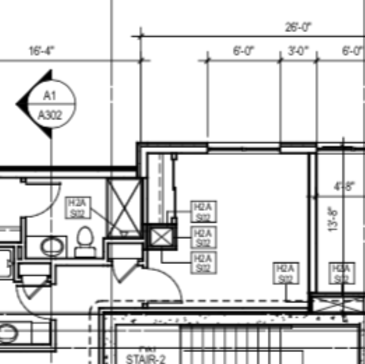 26'-0"
16'-4"
6'-0"
3'-0"
6'-0"
A1
A302
4'-8"
13'-8"
H2A
S02
H2A
S02
H2A
S02
H2A
S02
H2A
S02
H2A
S02
STAIR-2